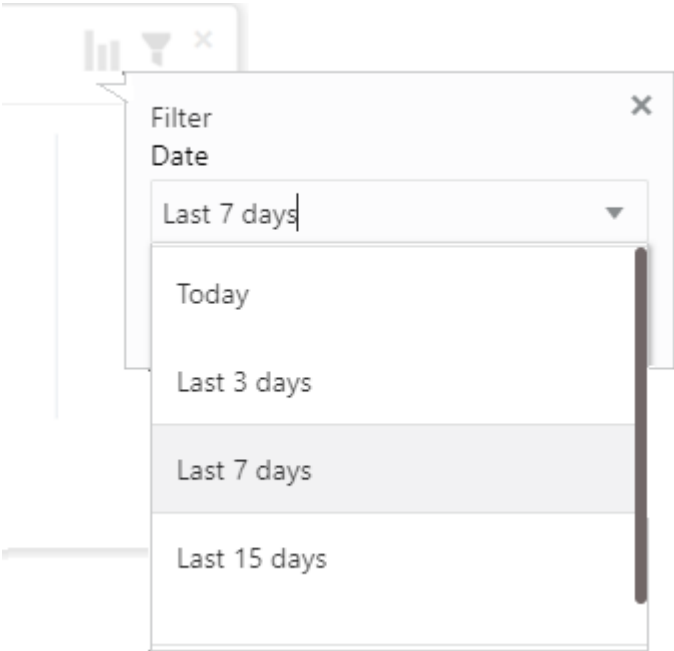 Filter
Date
Last 7 days
Today
Last 3 days
Last 7 days
Last 15 days